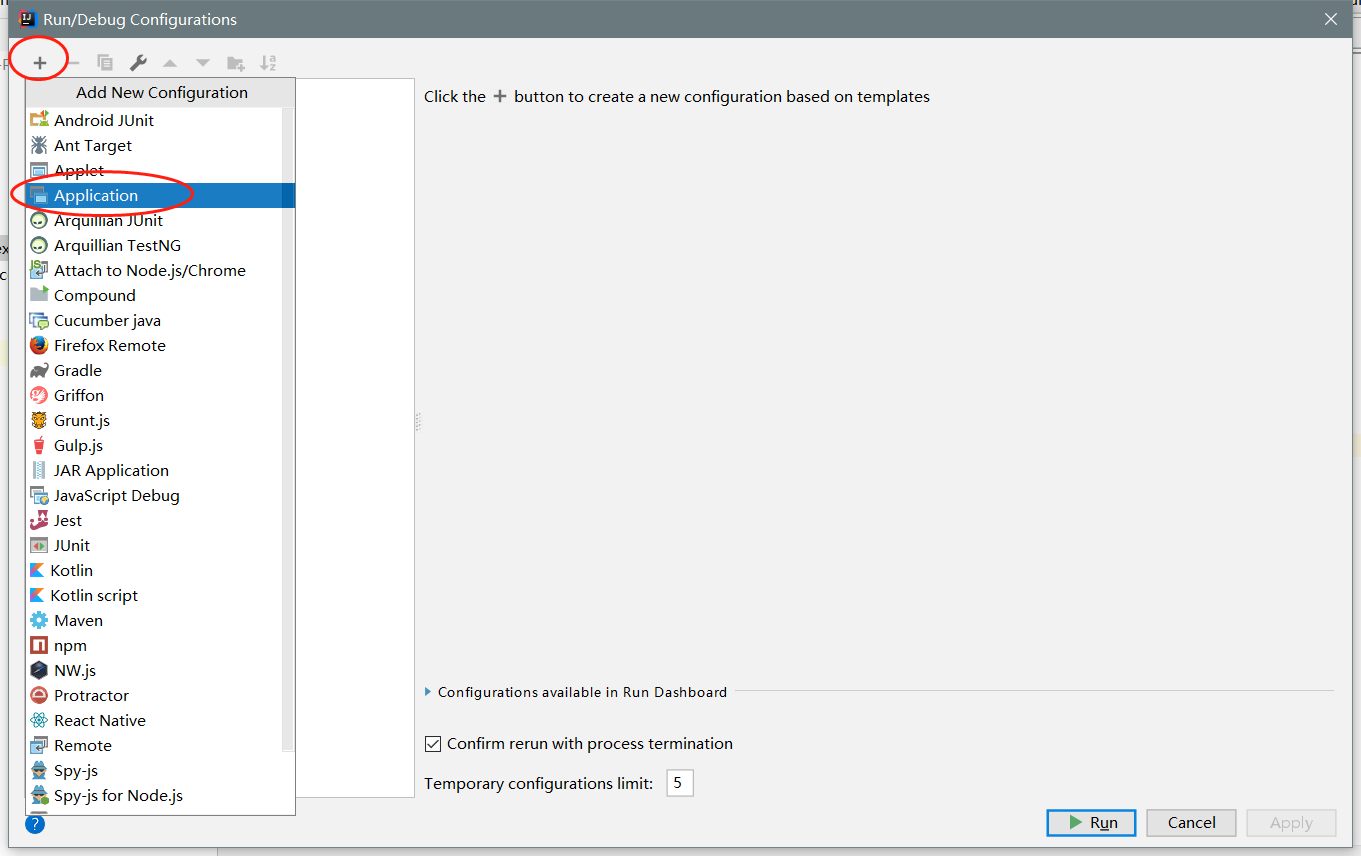 Run/Debug Configurations
Add New Configuration
Click the + button to create a new configuration based on templates
Android JUnit
Ant Target
Applet
Application
Arquillian JUnit
Arquillian TestNG
Attach to Node.js/Chrome
Compound
Cucumber java
Firefox Remote
Gradle
Griffon
Grunt.js
Gulp.js
JAR Application
JavaScript Debug
Jest
JUnit
Kotlin
Kotlin script
Maven
npm
NW.js
Protractor
React Native
Remote
Spy-js
Spy-js for Node.js
Configurations available in Run Dashboard
Confirm rerun with process termination
Temporary configurations limit: 5
Run
Cancel
Apply